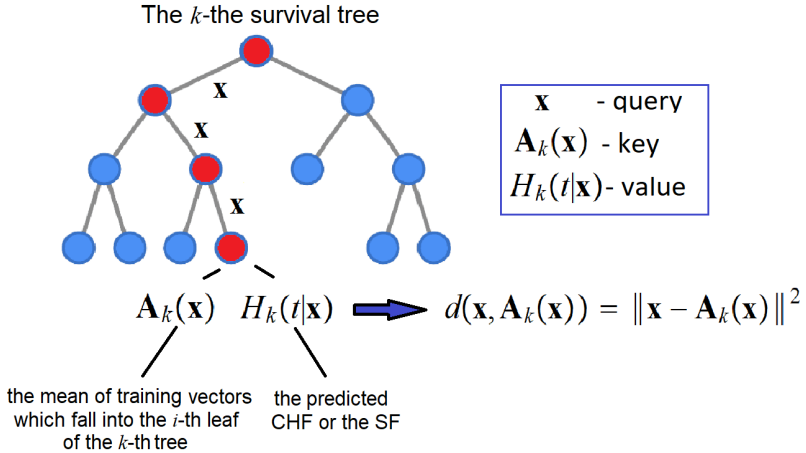 The k-the survival tree
x
x
x
x - query
A_k(x) - key
H_k(t|x)- value
A_k(x) H_k(t|x) d(x, A_k(x)) = ||x − A_k(x)||²
the mean of training vectors
which fall into the i-th leaf
of the k-th tree
the predicted
CHF or the SF